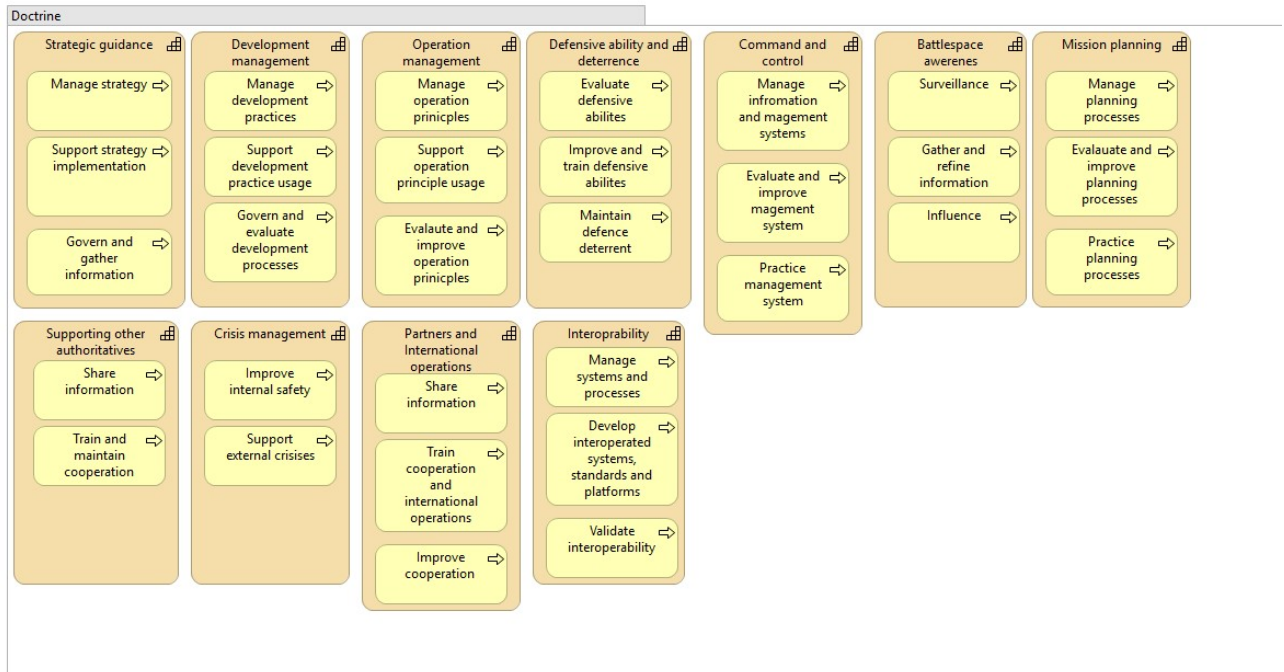 Doctrine
Strategic guidance
Manage strategy
Support strategy
implementation
Govern and
gather
information
Development
management
Manage
development
practices
Support
development
practice usage
Govern and
evaluate
development
processes
Operation
management
Manage
operation
prinicples
Support
operation
principle usage
Evalaute and
improve
operation
prinicples
Defensive ability and
deterrence
Evaluate
defensive
abilites
Improve and
train defensive
abilites
Maintain
defence
deterrent
Command and
control
Manage
infromation
and magement
systems
Evaluate and
improve
magement
system
Practice
management
system
Battlespace
awerenes
Surveillance
Gather and
refine
information
Influence
Mission planning
Manage
planning
processes
Evalauate and
improve
planning
processes
Practice
planning
processes
Supporting other
authoritatives
Share
information
Train and
maintain
cooperation
Crisis management
Improve
internal safety
Support
external crisises
Partners and
International
operations
Share
information
Train
cooperation
and
international
operations
Improve
cooperation
Interoprability
Manage
systems and
processes
Develop
interoperated
systems,
standards and
platforms
Validate
interoperability